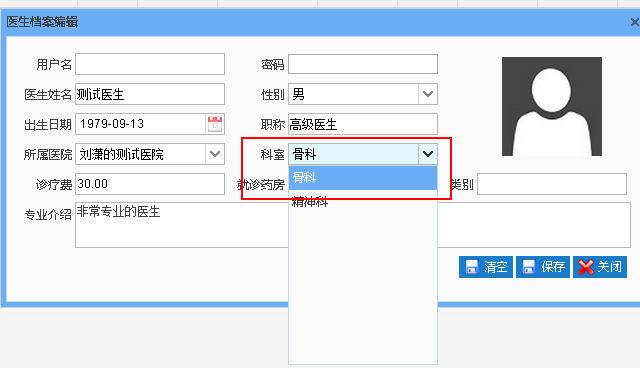 医生档案编辑
用户名 密码
医生姓名 测试医生 性别 男
出生日期 1979-09-13 职称 高级医生
所属医院 刘潇的测试医院 科室 骨科
诊疗费 30.00 就诊药房 骨科 类别
精神科
专业介绍 非常专业的医生
清空 保存 关闭